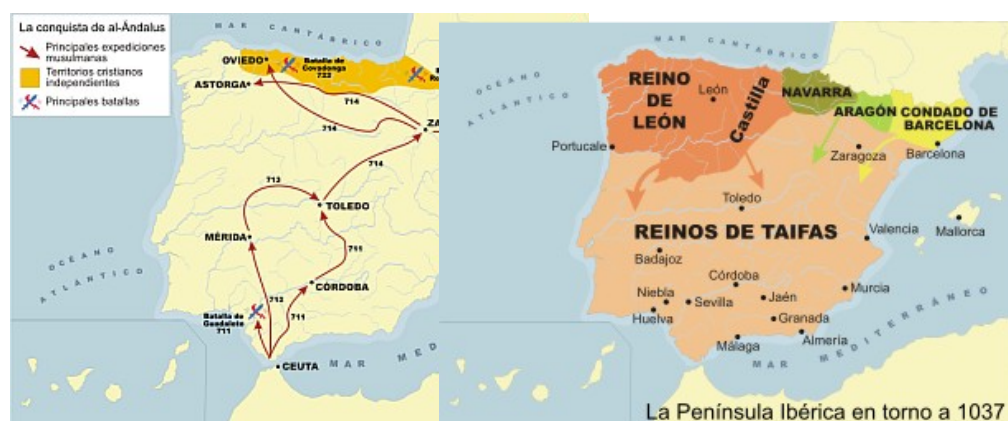 La conquista de al-Ándalus
Principales expediciones
musulmanas
Territorios cristianos
independientes
Principales batallas
MAR CANTÁBRICO
OVIEDO
Batalla de
Covadonga
722
ASTORGA
714
714
ZA
714
713
TOLEDO
MÉRIDA
711
OCÉANO
ATLÁNTICO
CÓRDOBA
712
711
Batalla de
Guadalete
711
CEUTA
MAR MED
MAR CANTÁBRICO
OCÉANO
ATLÁNTICO
REINO
DE
LEÓN
León
Castilla
NAVARRA
ARAGÓN
CONDADO DE
BARCELONA
Portucale
Zaragoza
Barcelona
Toledo
REINOS DE TAIFAS
Valencia
Mallorca
Badajoz
Córdoba
Murcia
Niebla
Sevilla
Jaén
Huelva
Granada
Málaga
Almería
MAR MEDITERRÁNEO
La Península Ibérica en torno a 1037